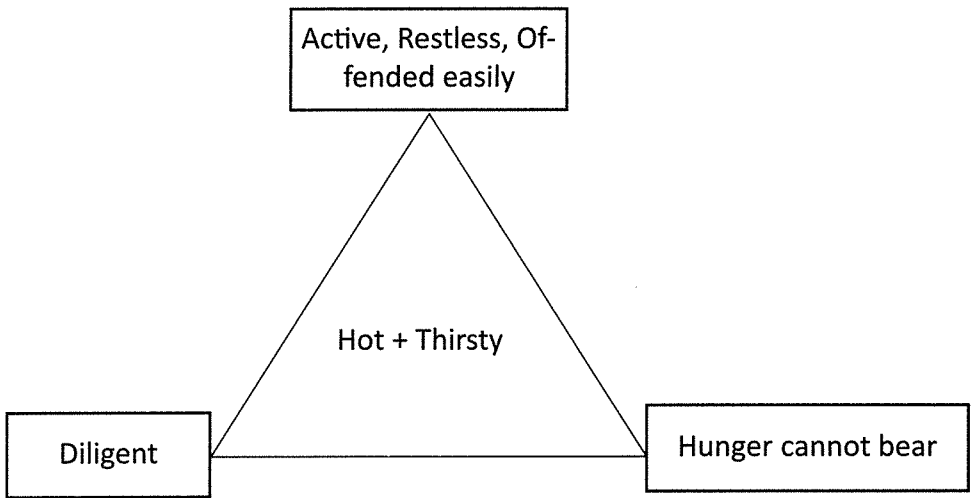 Active, Restless, Of-
fended easily
Hot + Thirsty
Diligent
Hunger cannot bear